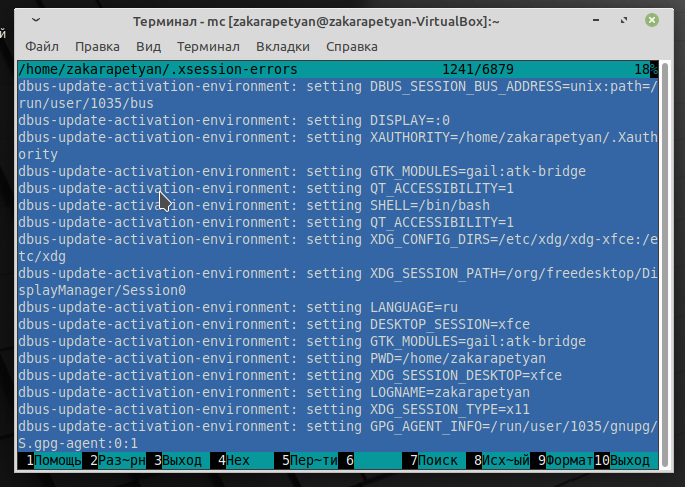 й
Терминал - mc [zakarapetyan@zakarapetyan-VirtualBox]:~
Файл Правка Вид Терминал Вкладки Справка
/home/zakarapetyan/.xsession-errors 1241/6879 18%
dbus-update-activation-environment: setting DBUS_SESSION_BUS_ADDRESS=unix:path=/
run/user/1035/bus
dbus-update-activation-environment: setting DISPLAY=:0
dbus-update-activation-environment: setting XAUTHORITY=/home/zakarapetyan/.Xauth
ority
dbus-update-activation-environment: setting GTK_MODULES=gail:atk-bridge
dbus-update-activation-environment: setting QT_ACCESSIBILITY=1
dbus-update-activation-environment: setting SHELL=/bin/bash
dbus-update-activation-environment: setting QT_ACCESSIBILITY=1
dbus-update-activation-environment: setting XDG_CONFIG_DIRS=/etc/xdg/xdg-xfce:/e
tc/xdg
dbus-update-activation-environment: setting XDG_SESSION_PATH=/org/freedesktop/Di
splayManager/Session0
dbus-update-activation-environment: setting LANGUAGE=ru
dbus-update-activation-environment: setting DESKTOP_SESSION=xfce
dbus-update-activation-environment: setting GTK_MODULES=gail:atk-bridge
dbus-update-activation-environment: setting PWD=/home/zakarapetyan
dbus-update-activation-environment: setting XDG_SESSION_DESKTOP=xfce
dbus-update-activation-environment: setting LOGNAME=zakarapetyan
dbus-update-activation-environment: setting XDG_SESSION_TYPE=x11
dbus-update-activation-environment: setting GPG_AGENT_INFO=/run/user/1035/gnupg/
S.gpg-agent:0:1
1Помощь 2Раз~рн 3Выход 4Hex 5Пер~ти 6 7Поиск 8Исх~ый 9Формат 10Выход